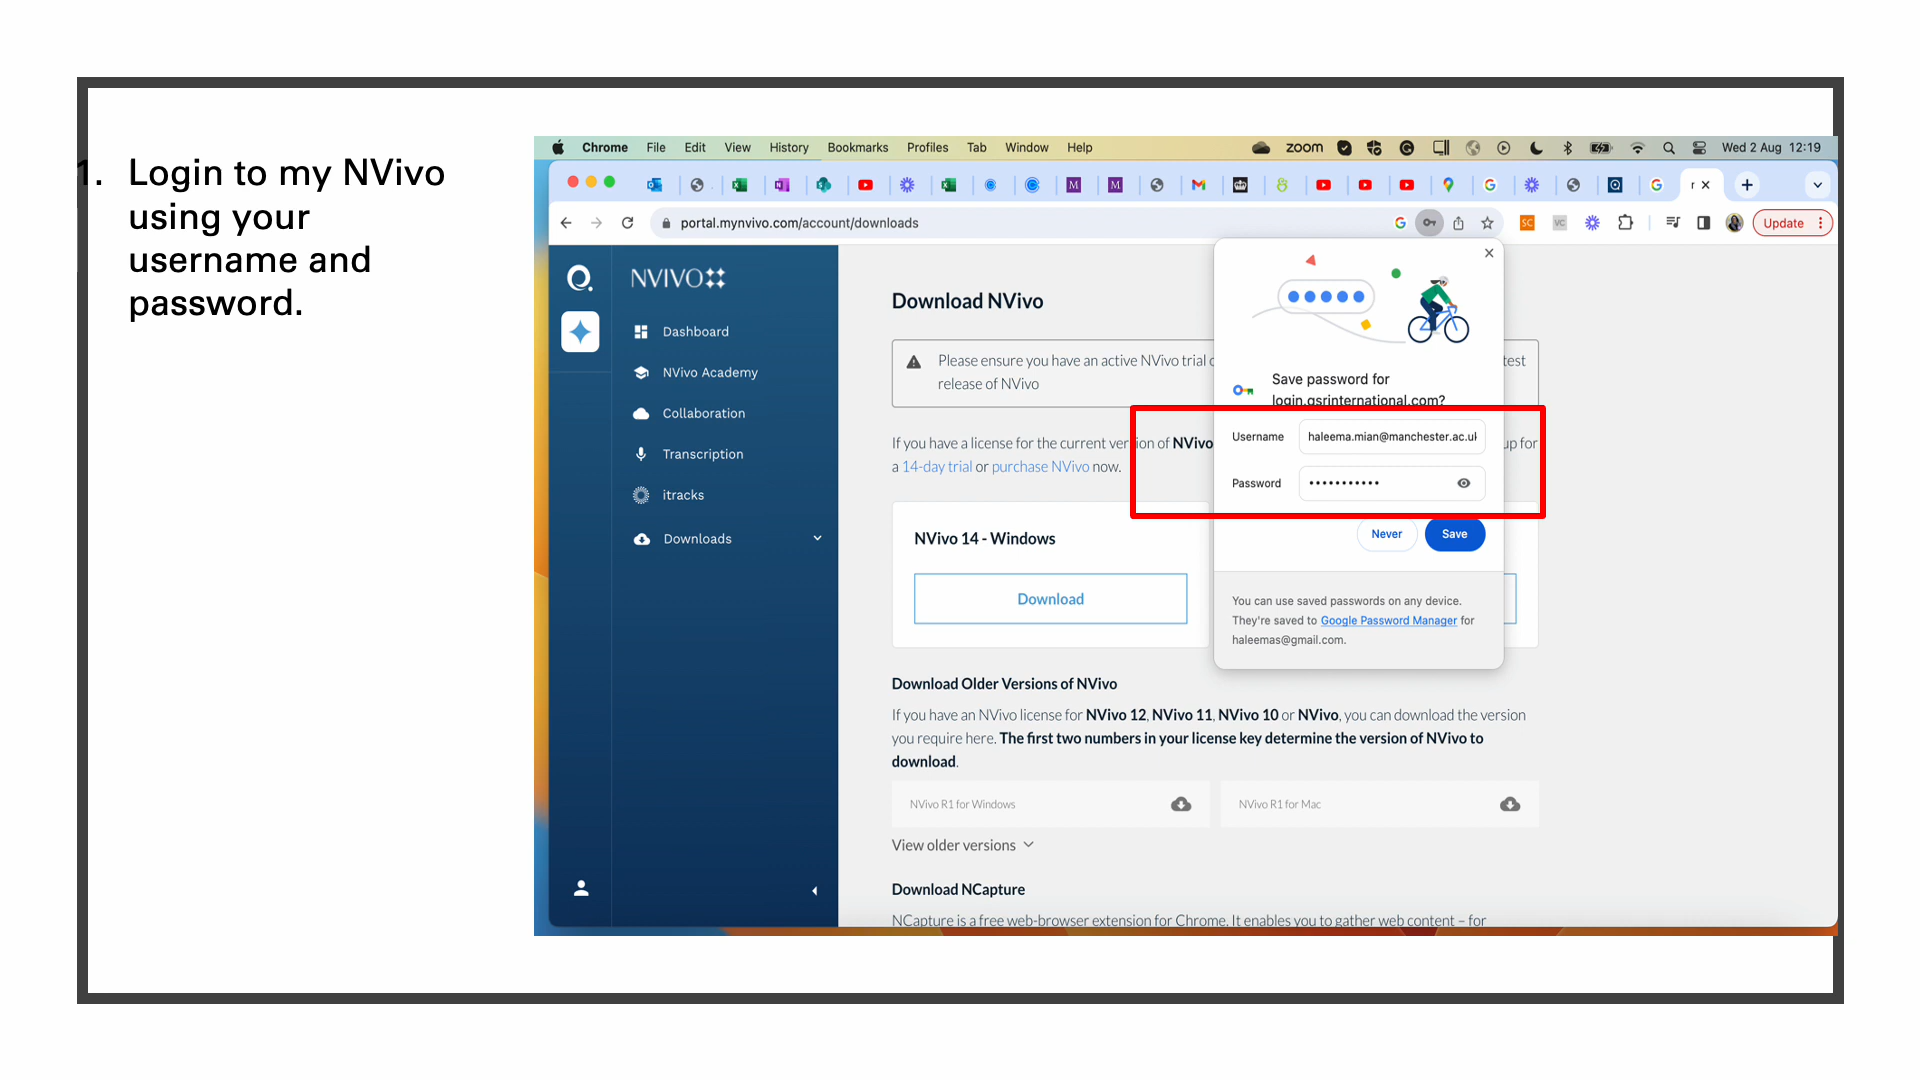 1. Login to my NVivo
using your
username and
password.
Chrome File Edit View History Bookmarks Profiles Tab Window Help zoom Wed 2 Aug 12:19
portal.mynvivo.com/account/downloads
SC VC Update
NVIVO
Dashboard
NVivo Academy
Collaboration
Transcription
itracks
Downloads
Download NVivo
Please ensure you have an active NVivo trial test
release of NVivo
If you have a license for the current version of NVivo up for
a 14-day trial or purchase NVivo now.
NVivo 14 - Windows
Download
Save password for
login.qsrinternational.com?
Username haleema.mian@manchester.ac.uk
Password
Never Save
You can use saved passwords on any device.
They're saved to Google Password Manager for
haleemas@gmail.com.
Download Older Versions of NVivo
If you have an NVivo license for NVivo 12, NVivo 11, NVivo 10 or NVivo, you can download the version
you require here. The first two numbers in your license key determine the version of NVivo to
download.
NVivo R1 for Windows NVivo R1 for Mac
View older versions
Download NCapture
NCapture is a free web-browser extension for Chrome. It enables you to gather web content – for